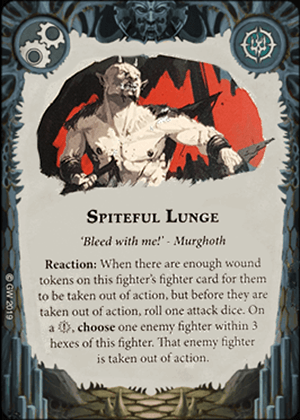 SPITEFUL LUNGE
‘Bleed with me!’ - Murghoth
Reaction: When there are enough wound
tokens on this fighter’s fighter card for them
to be taken out of action, but before they are
taken out of action, roll one attack dice. On
a , choose one enemy fighter within 3
hexes of this fighter. That enemy fighter
is taken out of action.
© GW 2019